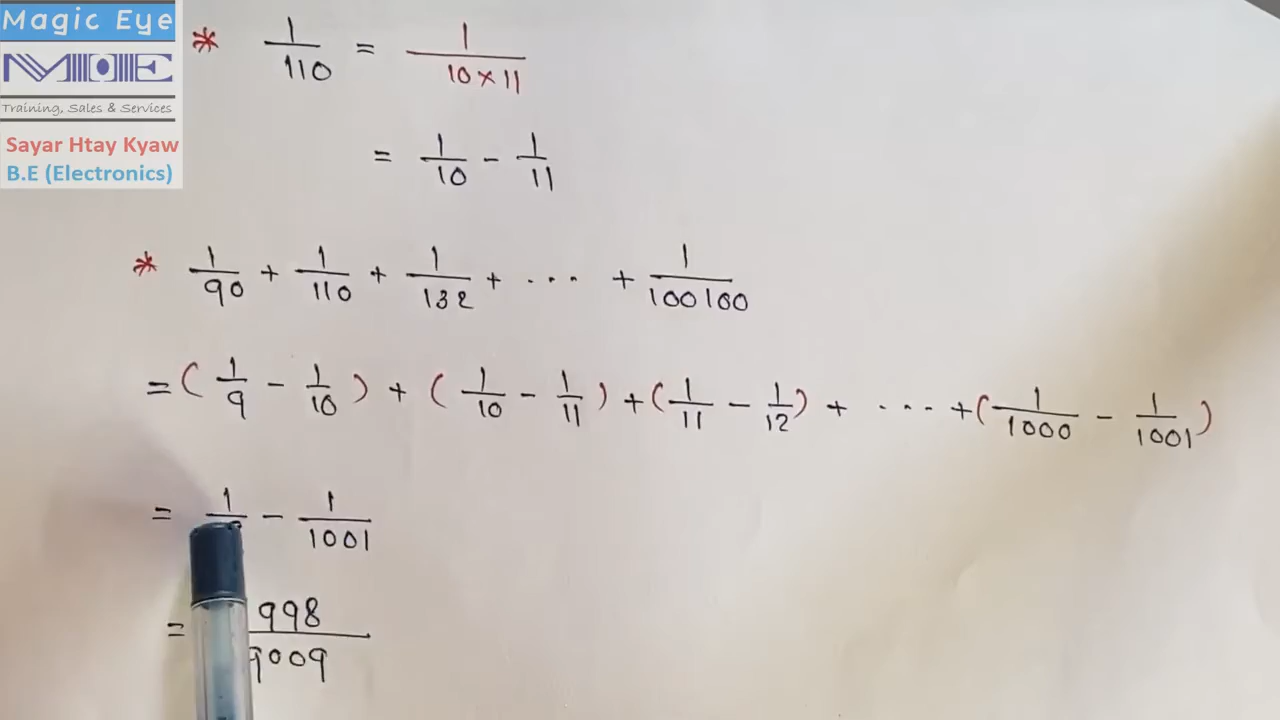 Magic Eye
MOE
Training, Sales & Services
Sayar Htay Kyaw
B.E (Electronics)
* 1/110 = 1/(10×11)
= 1/10 - 1/11
* 1/90 + 1/110 + 1/132 + ... + 1/100100
= (1/9 - 1/10) + (1/10 - 1/11) + (1/11 - 1/12) + ... + (1/1000 - 1/1001)
= 1/ - 1/1001
= 998/9009